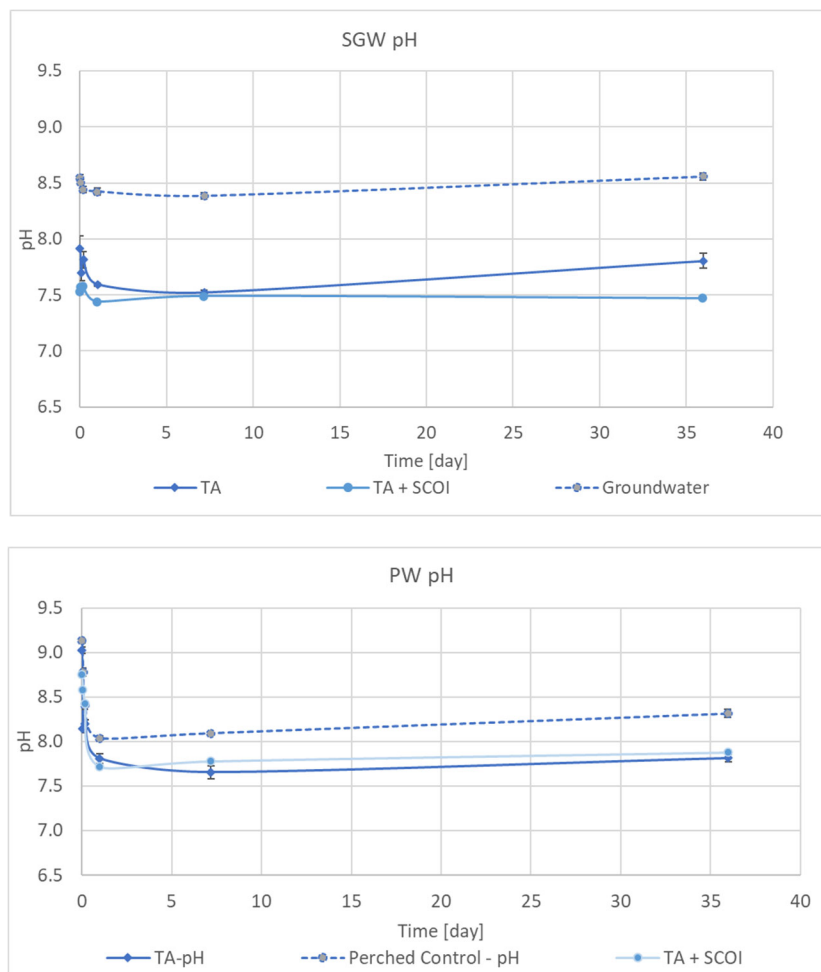 SGW pH
9.5
9.0
8.5
8.0
7.5
7.0
6.5
pH
0 5 10 15 20 25 30 35 40
Time [day]
TA TA + SCOI Groundwater
PW pH
9.5
9.0
8.5
8.0
7.5
7.0
6.5
pH
0 5 10 15 20 25 30 35 40
Time [day]
TA-pH Perched Control - pH TA + SCOI